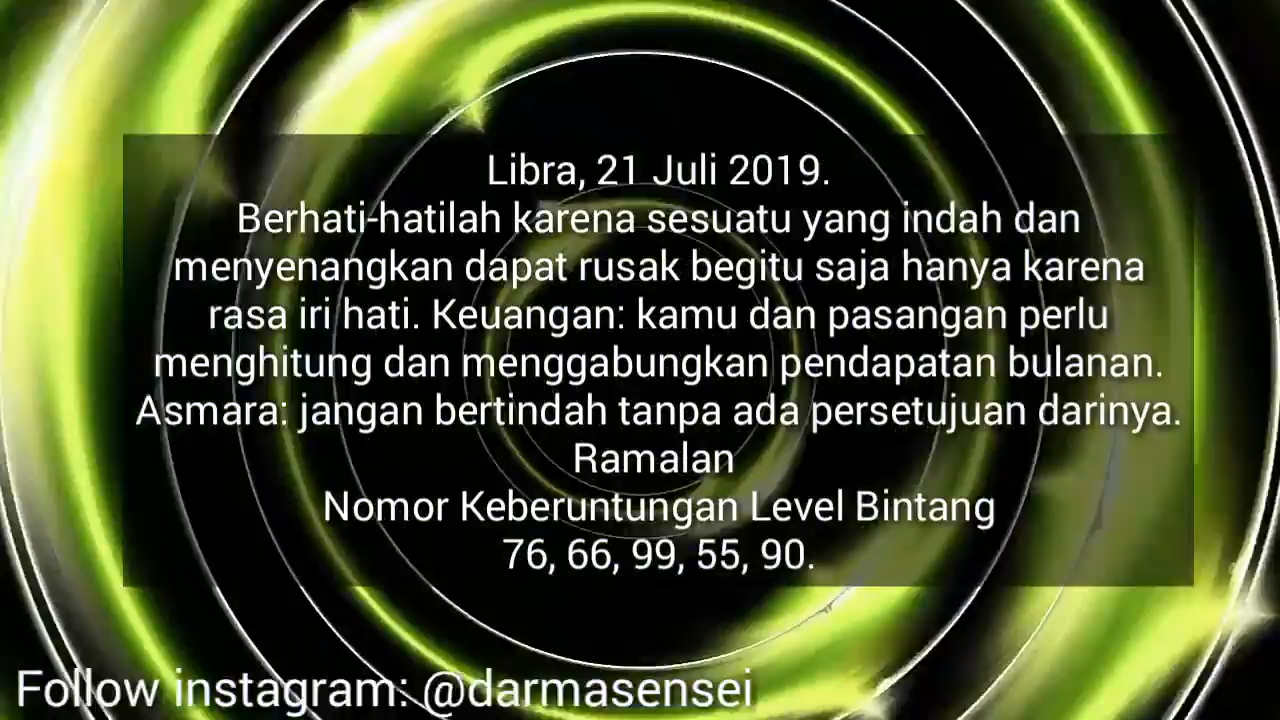 Libra, 21 Juli 2019.
Berhati-hatilah karena sesuatu yang indah dan
menyenangkan dapat rusak begitu saja hanya karena
rasa iri hati. Keuangan: kamu dan pasangan perlu
menghitung dan menggabungkan pendapatan bulanan.
Asmara: jangan bertindah tanpa ada persetujuan darinya.
Ramalan
Nomor Keberuntungan Level Bintang
76, 66, 99, 55, 90.
Follow instagram: @darmasensei